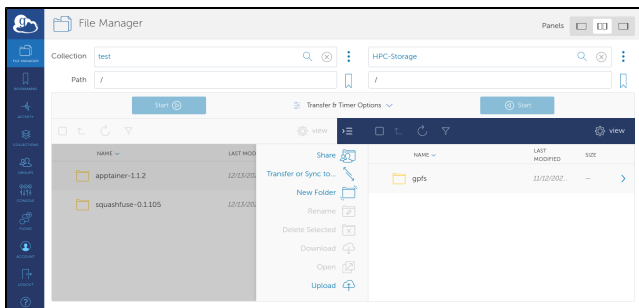 g
File Manager
Panels
FILE MANAGER
BOOKMARKS
ACTIVITY
COLLECTIONS
GROUPS
CONSOLE
FLOWS
ACCOUNT
LOGOUT
Collection test
HPC-Storage
Path /
/
Start
Transfer & Timer Options
Start
view
view
NAME
LAST MOD
apptainer-1.1.2
12/13/202
squashfuse-0.1.105
12/13/202
Share
Transfer or Sync to...
New Folder
Rename
Delete Selected
Download
Open
Upload
NAME
LAST
MODIFIED
SIZE
gpfs
11/12/202...
—